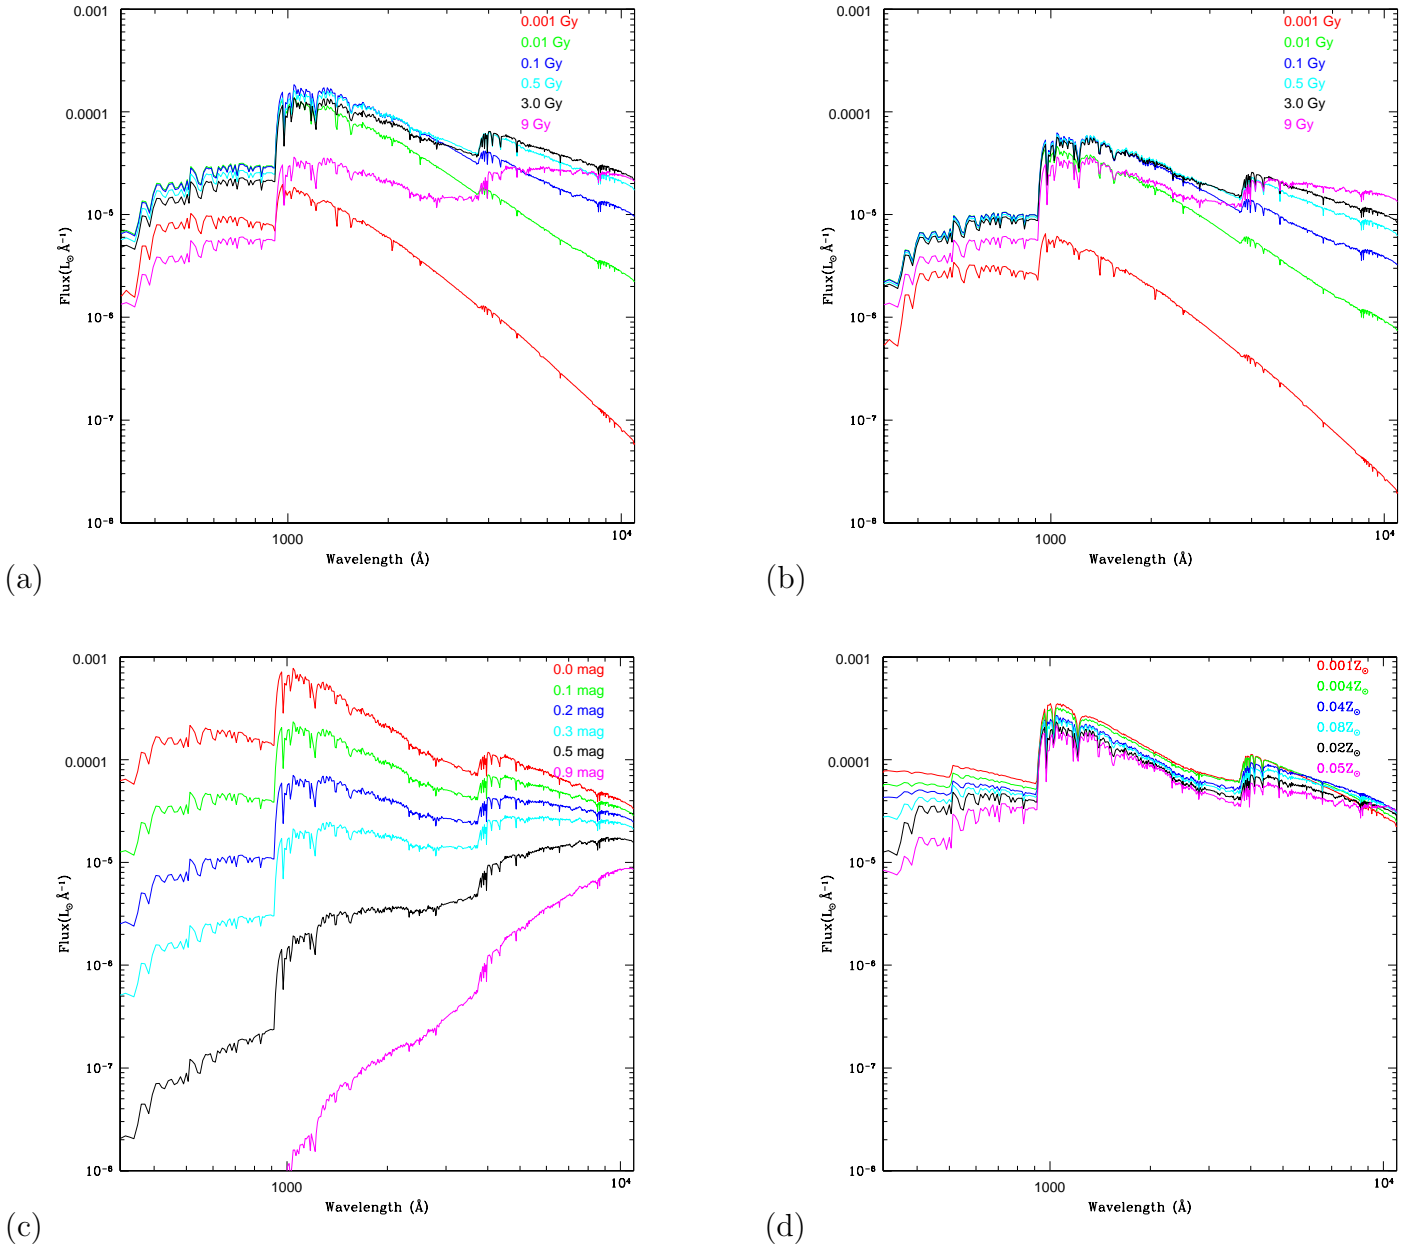 0.001
0.0001
10⁻⁵
10⁻⁶
10⁻⁷
10⁻⁸
Flux(L⊙ Å⁻¹)
0.001 Gy
0.01 Gy
0.1 Gy
0.5 Gy
3.0 Gy
9 Gy
1000
10⁴
Wavelength (Å)
(a)
0.001
0.0001
10⁻⁵
10⁻⁶
10⁻⁷
10⁻⁸
Flux(L⊙ Å⁻¹)
0.001 Gy
0.01 Gy
0.1 Gy
0.5 Gy
3.0 Gy
9 Gy
1000
10⁴
Wavelength (Å)
(b)
0.001
0.0001
10⁻⁵
10⁻⁶
10⁻⁷
10⁻⁸
Flux(L⊙ Å⁻¹)
0.0 mag
0.1 mag
0.2 mag
0.3 mag
0.5 mag
0.9 mag
1000
10⁴
Wavelength (Å)
(c)
0.001
0.0001
10⁻⁵
10⁻⁶
10⁻⁷
10⁻⁸
Flux(L⊙ Å⁻¹)
0.001Z⊙
0.004Z⊙
0.04Z⊙
0.08Z⊙
0.02Z⊙
0.05Z⊙
1000
10⁴
Wavelength (Å)
(d)